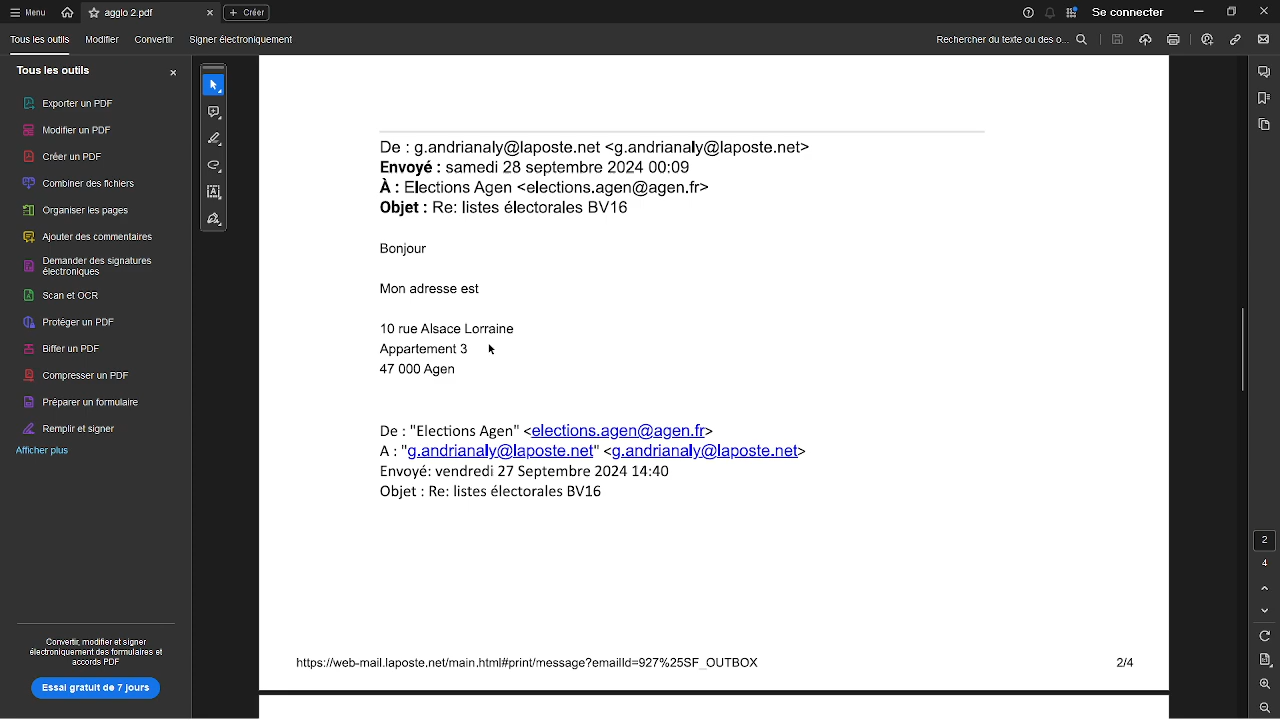 Menu
agglo 2.pdf
Créer
Se connecter
Tous les outils
Modifier
Convertir
Signer électroniquement
Rechercher du texte ou des o...
Tous les outils
Exporter un PDF
Modifier un PDF
Créer un PDF
Combiner des fichiers
Organiser les pages
Ajouter des commentaires
Demander des signatures
électroniques
Scan et OCR
Protéger un PDF
Biffer un PDF
Compresser un PDF
Préparer un formulaire
Remplir et signer
Afficher plus
Convertir, modifier et signer
électroniquement des formulaires et
accords PDF
Essai gratuit de 7 jours
De : g.andrianaly@laposte.net <g.andrianaly@laposte.net>
Envoyé : samedi 28 septembre 2024 00:09
À : Elections Agen <elections.agen@agen.fr>
Objet : Re: listes électorales BV16
Bonjour
Mon adresse est
10 rue Alsace Lorraine
Appartement 3
47 000 Agen
De : "Elections Agen" <elections.agen@agen.fr>
A : "g.andrianaly@laposte.net" <g.andrianaly@laposte.net>
Envoyé: vendredi 27 Septembre 2024 14:40
Objet : Re: listes électorales BV16
https://web-mail.laposte.net/main.html#print/message?emailId=927%25SF_OUTBOX
2/4
2
4